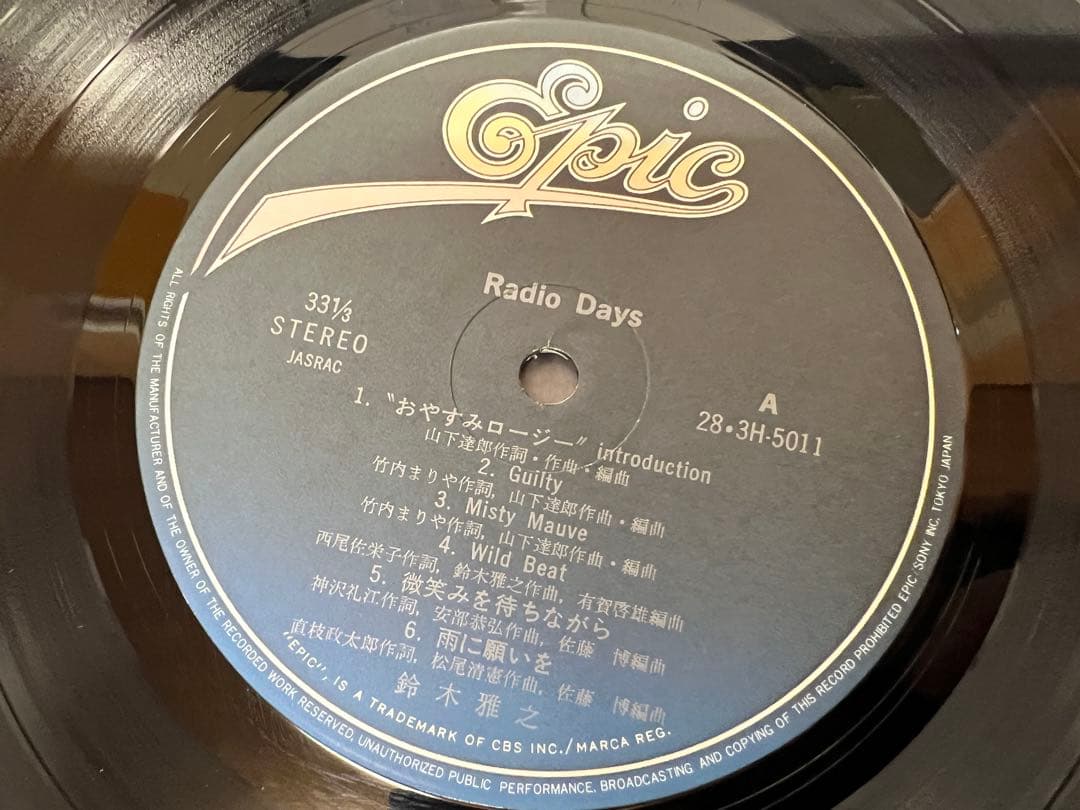 Epic
Radio Days
33⅓
STEREO
JASRAC
A
28・3H-5011
1. "おやすみロージー" introduction
山下達郎作詞・作曲・編曲
2. Guilty
竹内まりや作詞, 山下達郎作曲・編曲
3. Misty Mauve
竹内まりや作詞, 山下達郎作曲・編曲
4. Wild Beat
西尾佐栄子作詞, 鈴木雅之作曲, 有賀啓雄編曲
5. 微笑みを待ちながら
神沢礼江作詞, 安部恭弘作曲, 佐藤 博編曲
6. 雨に願いを
直枝政太郎作詞, 松尾清憲作曲, 佐藤 博編曲
鈴木雅之
"EPIC", IS A TRADEMARK OF CBS INC./MARCA REG.
ALL RIGHTS OF THE MANUFACTURER AND OF THE OWNER OF THE RECORDED WORK RESERVED, UNAUTHORIZED PUBLIC PERFORMANCE, BROADCASTING AND COPYING OF THIS RECORD PROHIBITED EPIC/SONY INC. TOKYO JAPAN